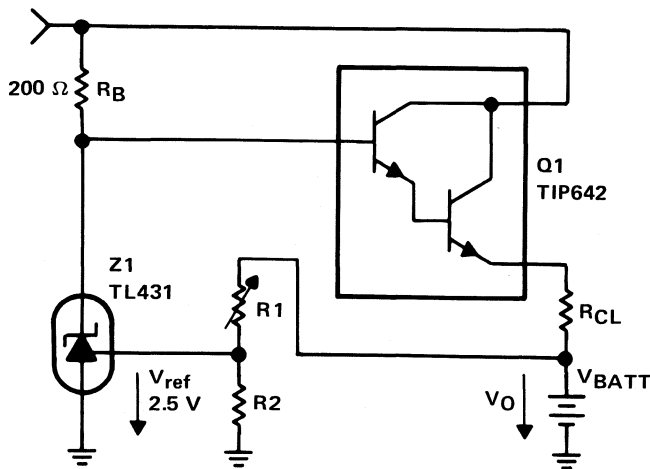 200 Ω RB
Q1
TIP642
Z1
TL431
R1
RCL
Vref
2.5 V
R2
VO
VBATT